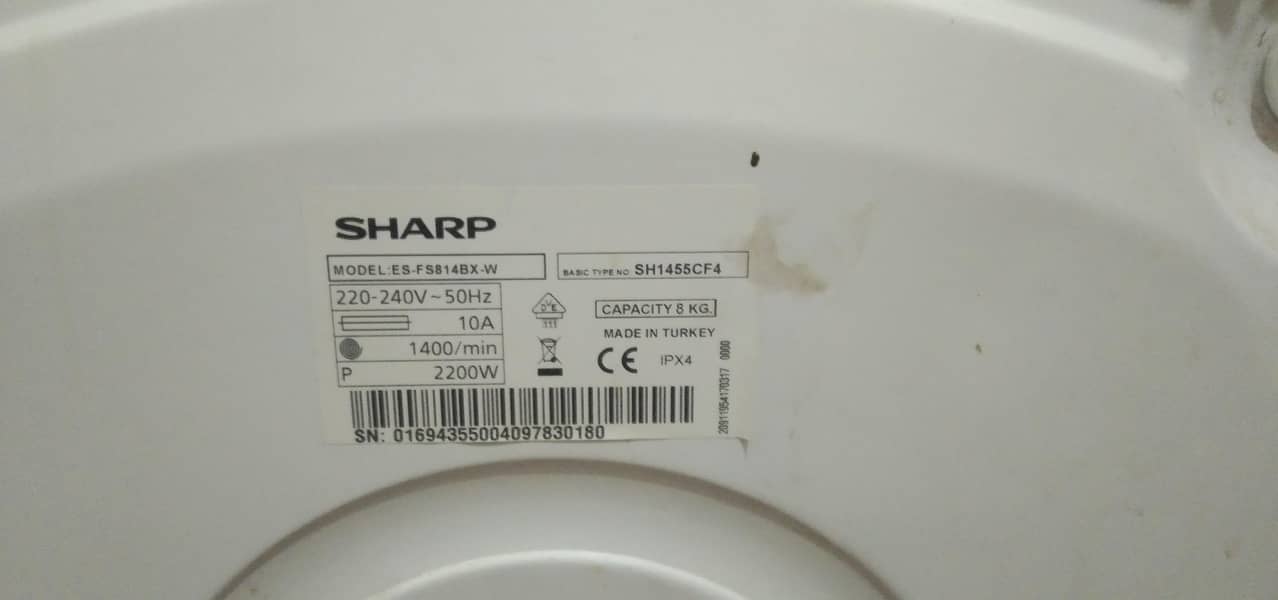 SHARP
MODEL:ES-FS814BX-W
BASIC TYPE NO SH1455CF4
220-240V~50Hz
10A
1400/min
P 2200W
DVE
CAPACITY 8 KG.
MADE IN TURKEY
CE IPX4
SN: 01694355004097830180